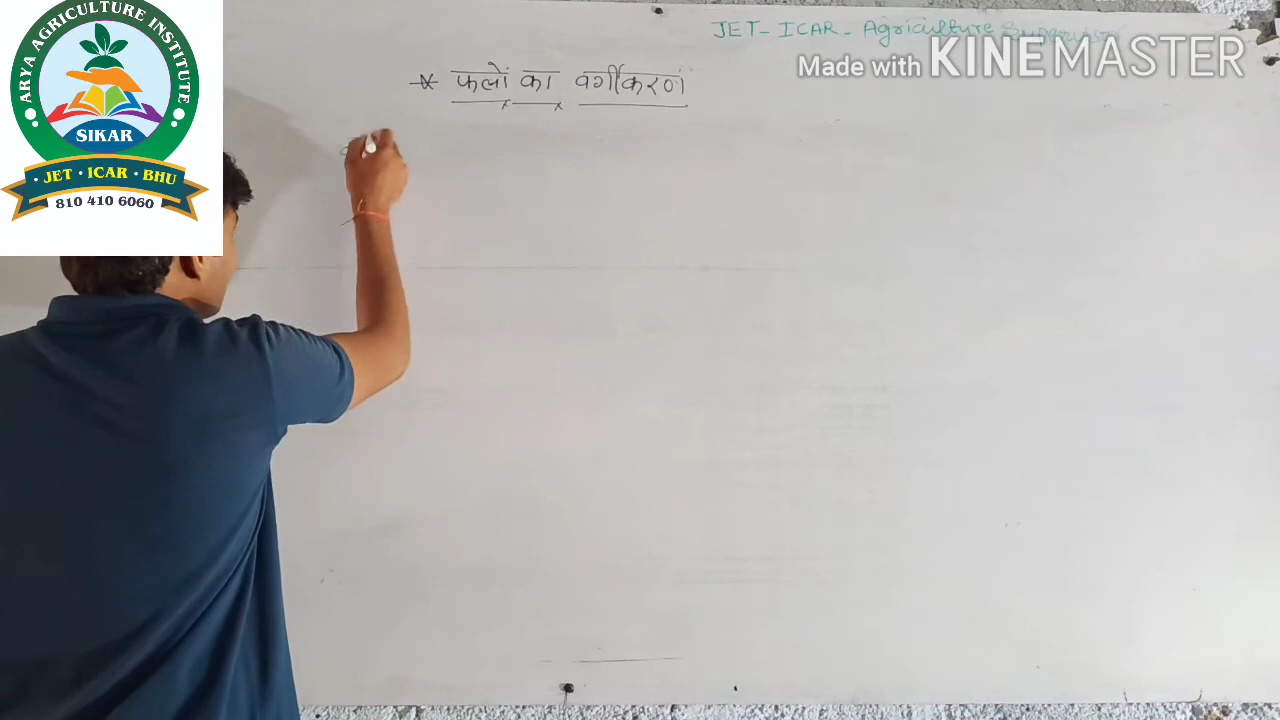 ARYA AGRICULTURE INSTITUTE
SIKAR
· JET · ICAR · BHU ·
810 410 6060
JET-ICAR-Agriculture Supervisor
Made with KINEMASTER
* फलों का वर्गीकरण